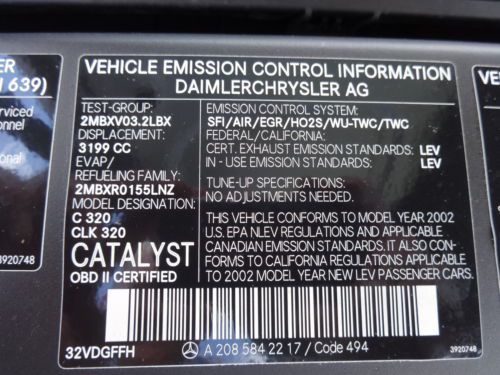 ER
I 639)
rviced
onnel
e.
3920748
VEHICLE EMISSION CONTROL INFORMATION
DAIMLERCHRYSLER AG
TEST-GROUP:
2MBXV03.2LBX
DISPLACEMENT:
3199 CC
EVAP/
REFUELING FAMILY:
2MBXR0155LNZ
MODEL DESIGNATION:
C 320
CLK 320
CATALYST
OBD II CERTIFIED
EMISSION CONTROL SYSTEM:
SFI/AIR/EGR/HO2S/WU-TWC/TWC
FEDERAL/CALIFORNIA:
CERT. EXHAUST EMISSION STANDARDS: LEV
IN - USE EMISSION STANDARDS: LEV
TUNE-UP SPECIFICATIONS:
NO ADJUSTMENTS NEEDED.
THIS VEHICLE CONFORMS TO MODEL YEAR 2002
U.S. EPA NLEV REGULATIONS OR APPLICABLE
CANADIAN EMISSION STANDARDS. IT ALSO CON-
FORMS TO CALIFORNIA REGULATIONS APPLICABLE
TO 2002 MODEL YEAR NEW LEV PASSENGER CARS.
32VDGFFH
A 208 584 22 17 / Code 494
3920748